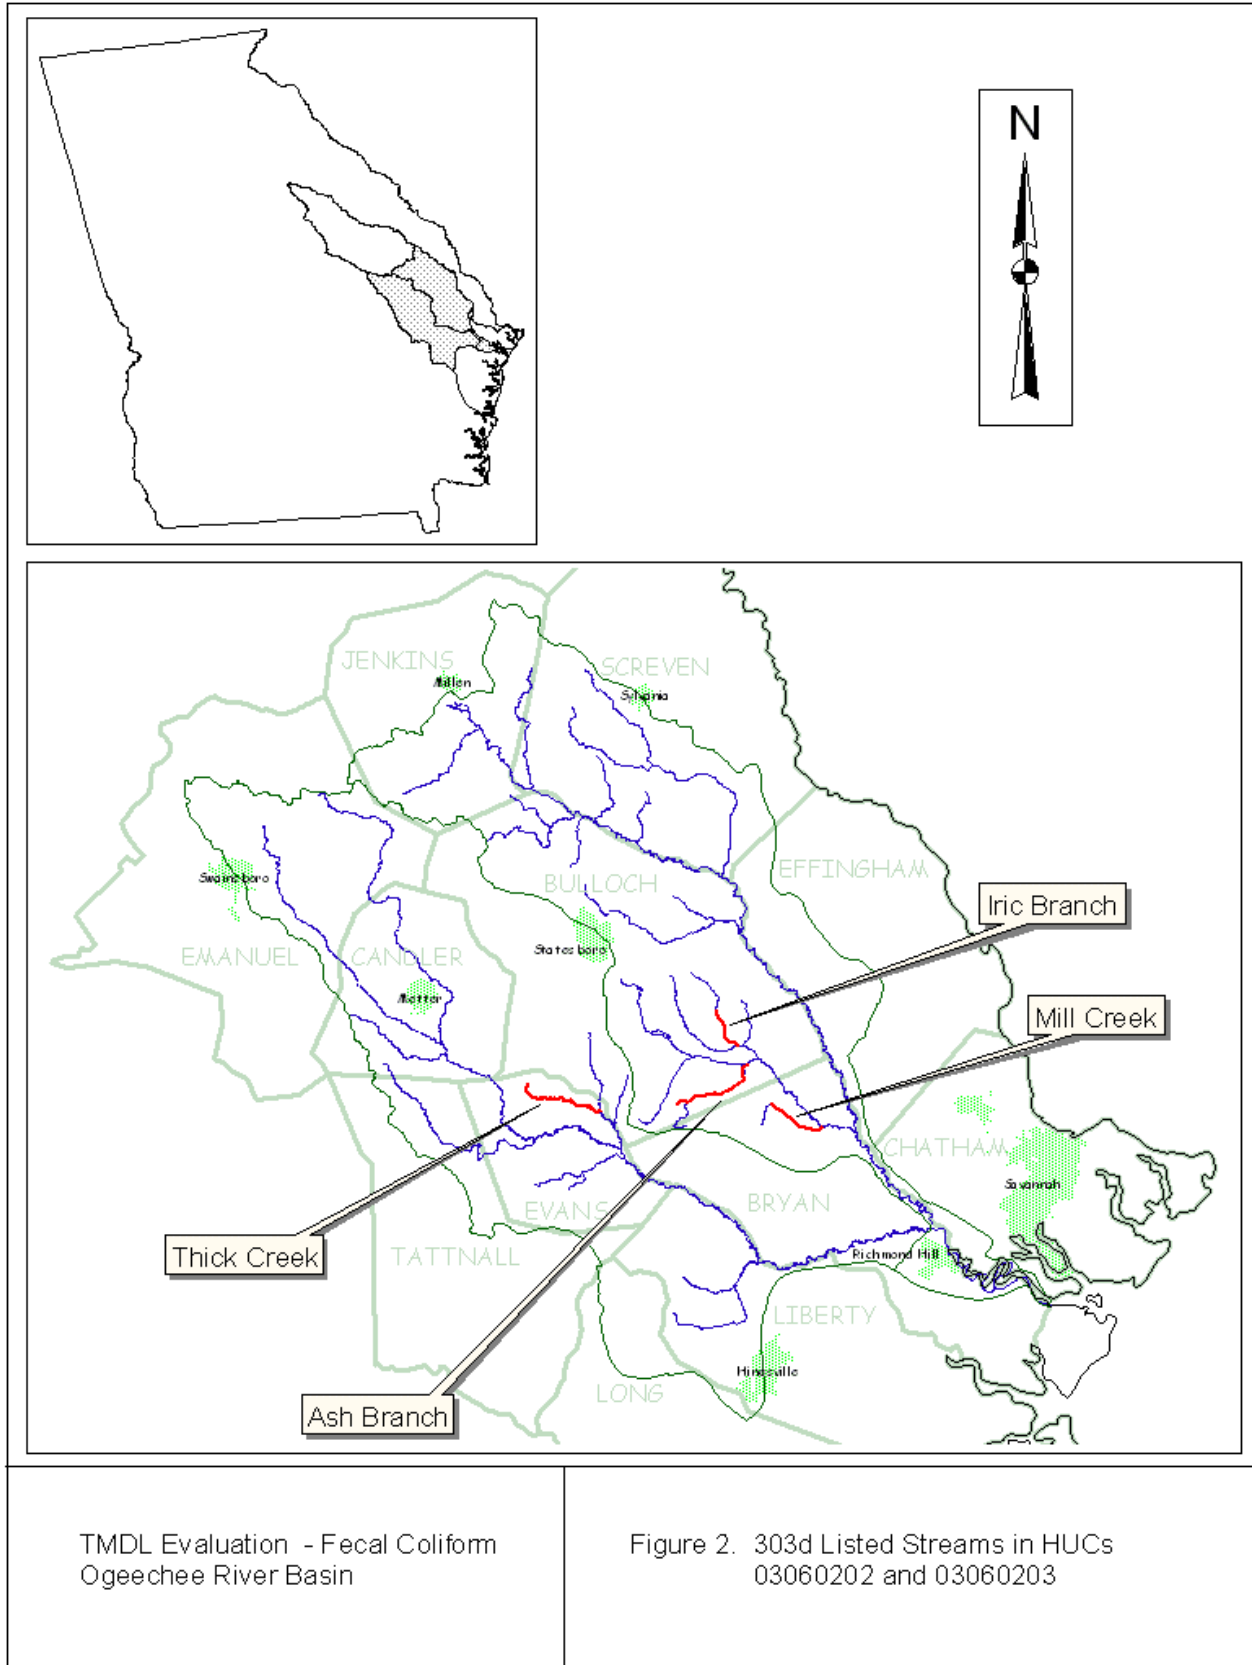 N
JENKINS
SCREVEN
Millen
Sylvania
EFFINGHAM
Swainsboro
BULLOCH
Iric Branch
Statesboro
EMANUEL
CANDLER
Metter
Mill Creek
CHATHAM
Savannah
EVANS
BRYAN
Thick Creek
TATTNALL
Richmond Hill
LIBERTY
Hinesville
LONG
Ash Branch
TMDL Evaluation - Fecal Coliform
Ogeechee River Basin
Figure 2. 303d Listed Streams in HUCs
03060202 and 03060203